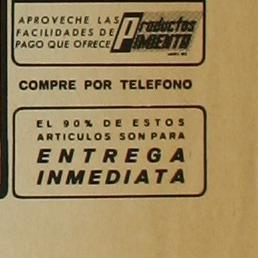 APROVECHE LAS
FACILIDADES DE
PAGO QUE OFRECE
Productos
PIMIENTO
COMPRE POR TELEFONO
EL 90% DE ESTOS
ARTICULOS SON PARA
ENTREGA
INMEDIATA